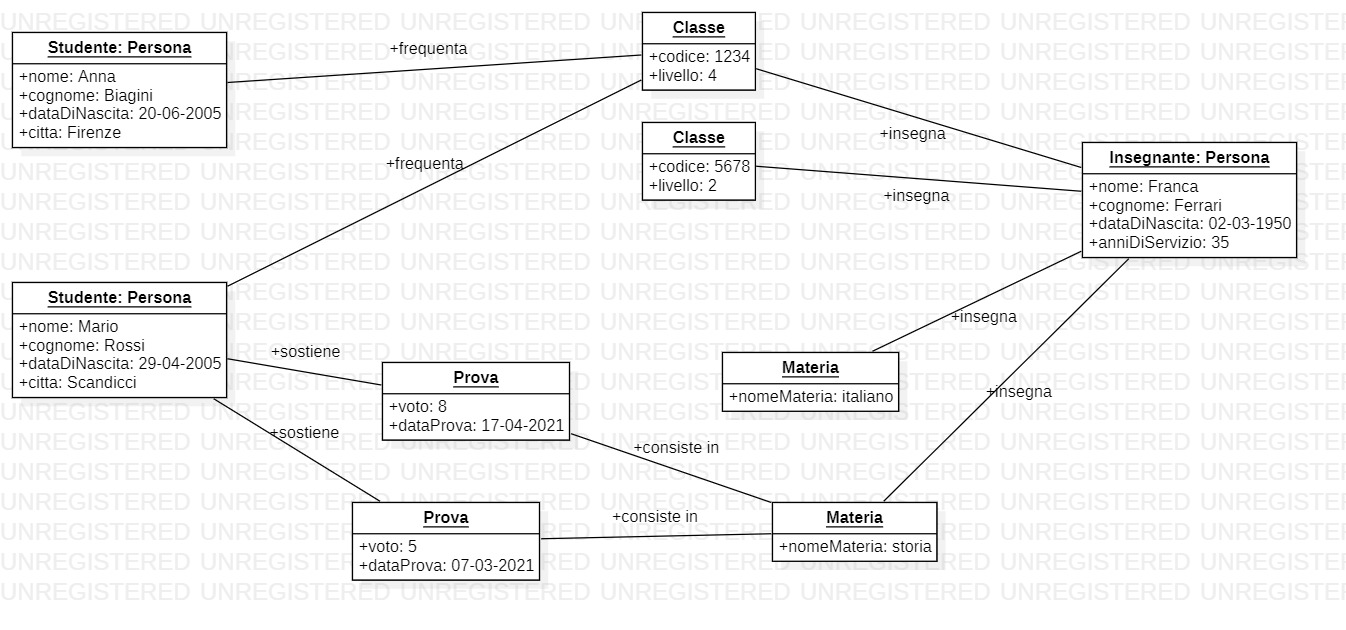 Studente: Persona
+nome: Anna
+cognome: Biagini
+dataDiNascita: 20-06-2005
+citta: Firenze
+frequenta
Classe
+codice: 1234
+livello: 4
+frequenta
Classe
+codice: 5678
+livello: 2
+insegna
+insegna
Insegnante: Persona
+nome: Franca
+cognome: Ferrari
+dataDiNascita: 02-03-1950
+anniDiServizio: 35
Studente: Persona
+nome: Mario
+cognome: Rossi
+dataDiNascita: 29-04-2005
+citta: Scandicci
+sostiene
Prova
+voto: 8
+dataProva: 17-04-2021
+insegna
Materia
+nomeMateria: italiano
+insegna
+sostiene
+consiste in
Prova
+voto: 5
+dataProva: 07-03-2021
+consiste in
Materia
+nomeMateria: storia
UNREGISTERED